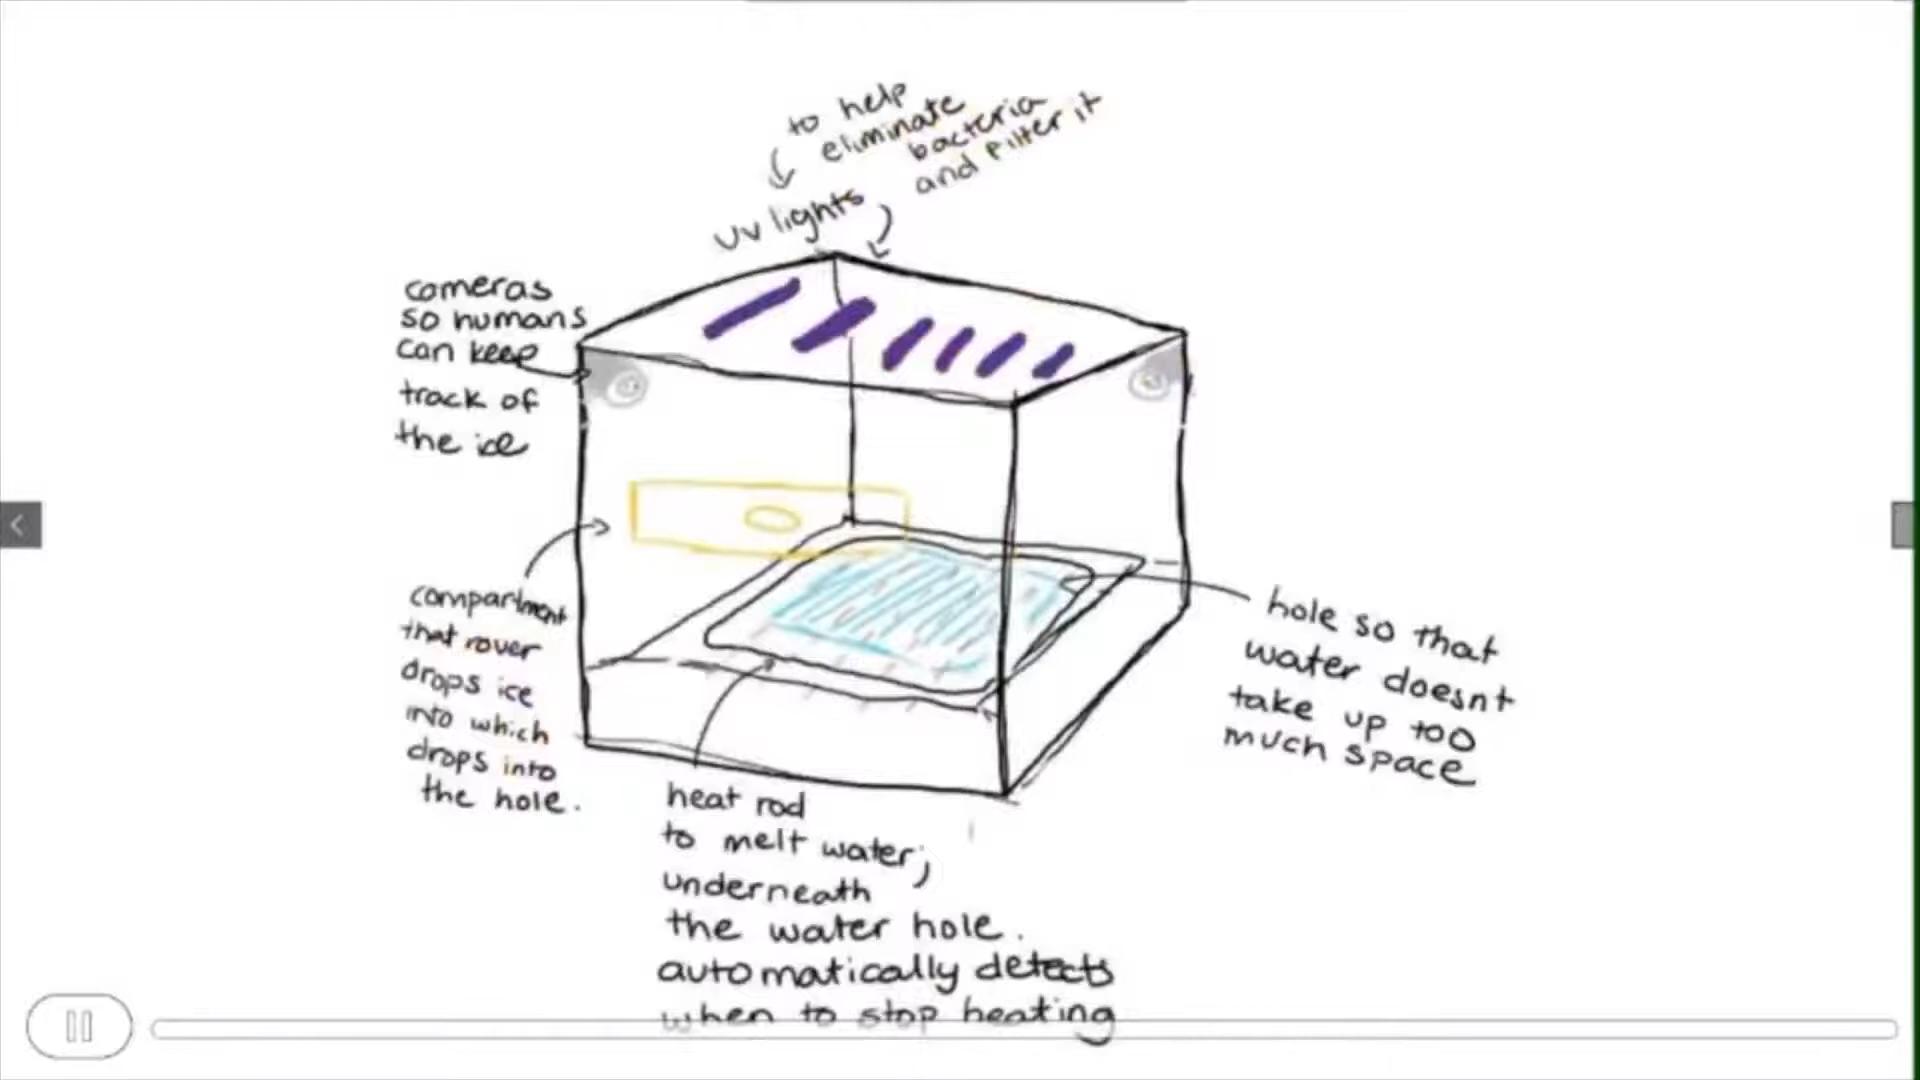 to help
eliminate
bacteria
and filter it
uv lights
cameras
so humans
can keep
track of
the ice
compartment
that rover
drops ice
into which
drops into
the hole.
hole so that
water doesnt
take up too
much space
heat rod
to melt water;
underneath
the water hole.
automatically detects
when to stop heating